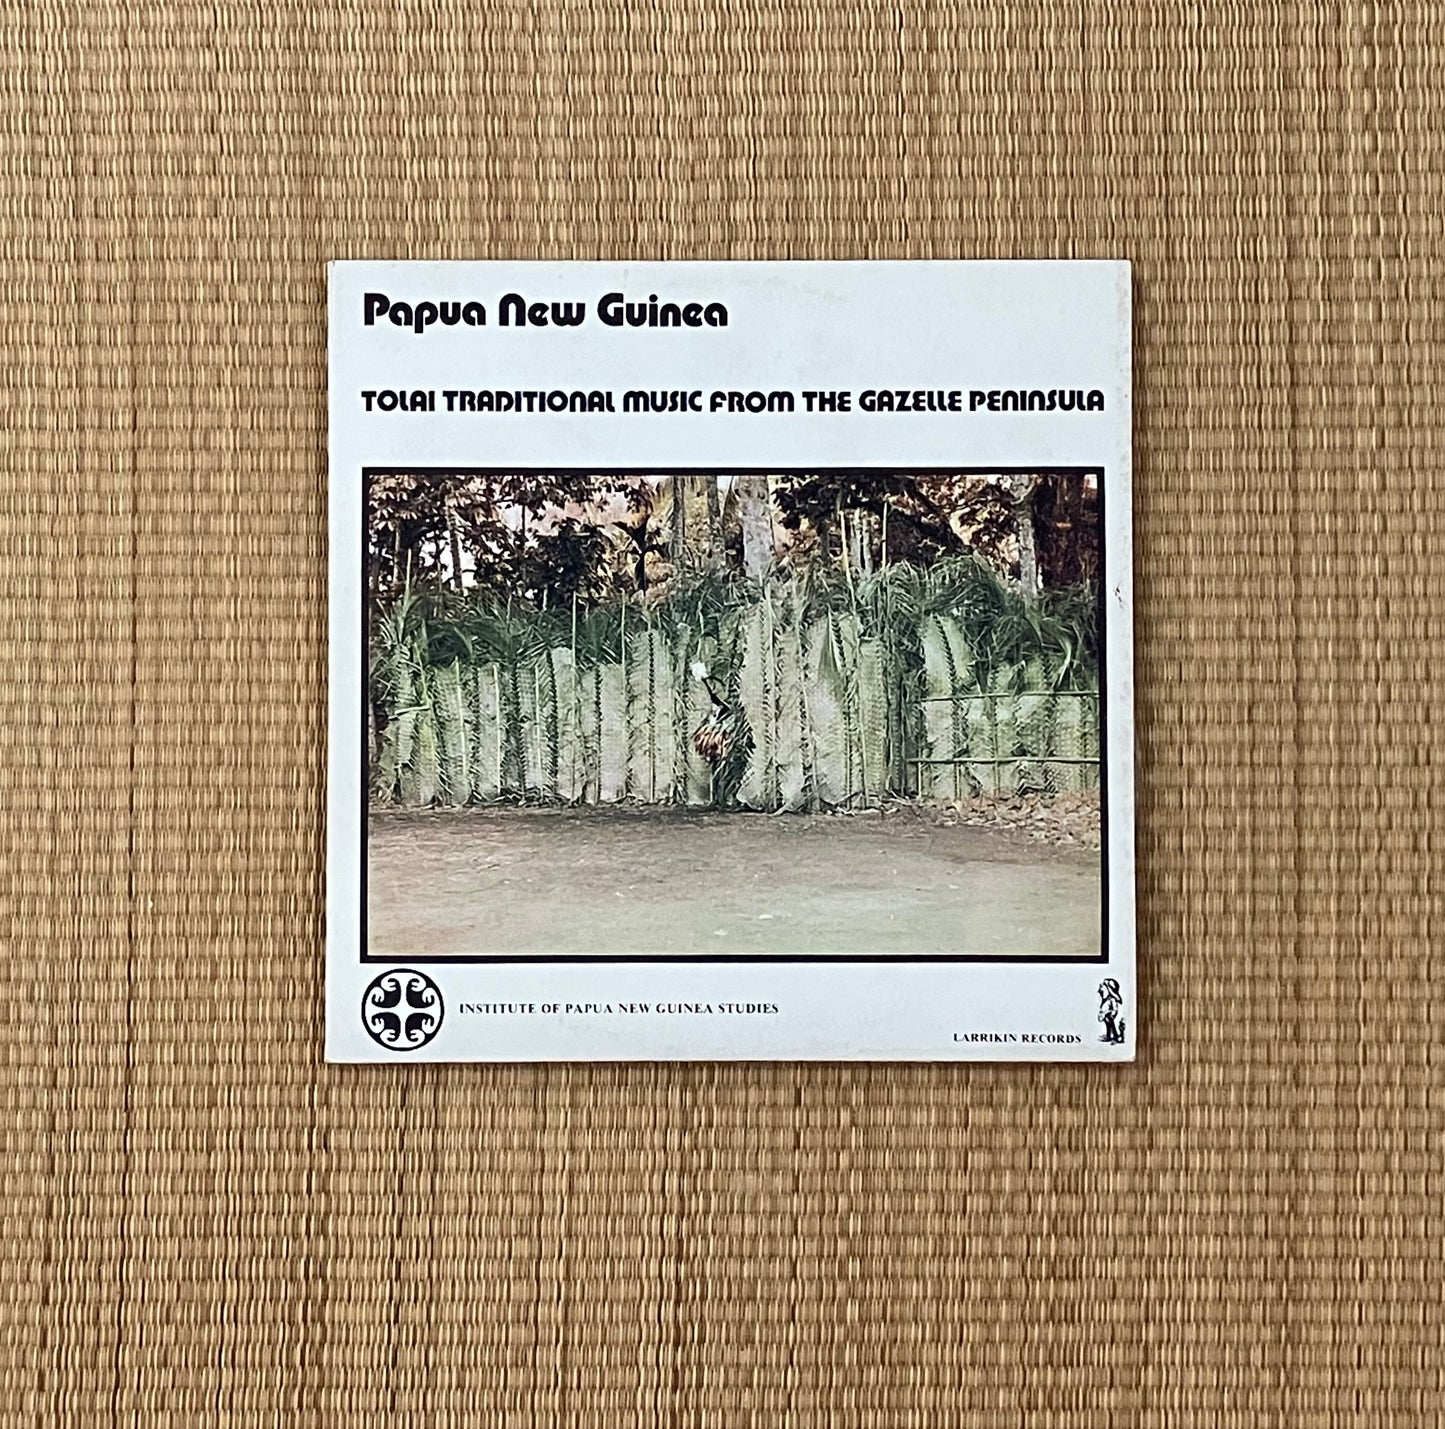 Papua New Guinea
TOLAI TRADITIONAL MUSIC FROM THE GAZELLE PENINSULA
INSTITUTE OF PAPUA NEW GUINEA STUDIES
LARRIKIN RECORDS